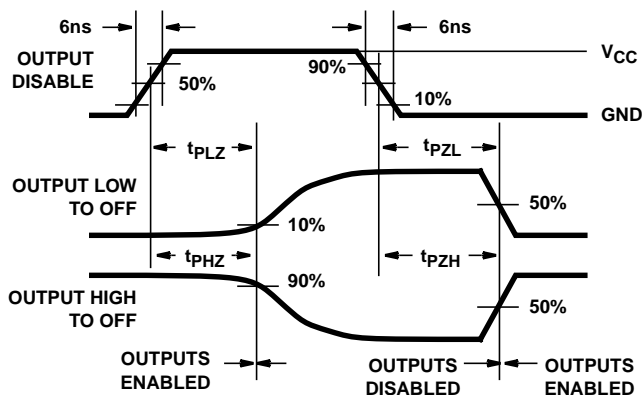 6ns
6ns
OUTPUT
DISABLE
90%
50%
10%
VCC
GND
tPLZ
tPZL
OUTPUT LOW
TO OFF
10%
50%
tPHZ
tPZH
90%
OUTPUT HIGH
TO OFF
50%
OUTPUTS
ENABLED
OUTPUTS
DISABLED
OUTPUTS
ENABLED